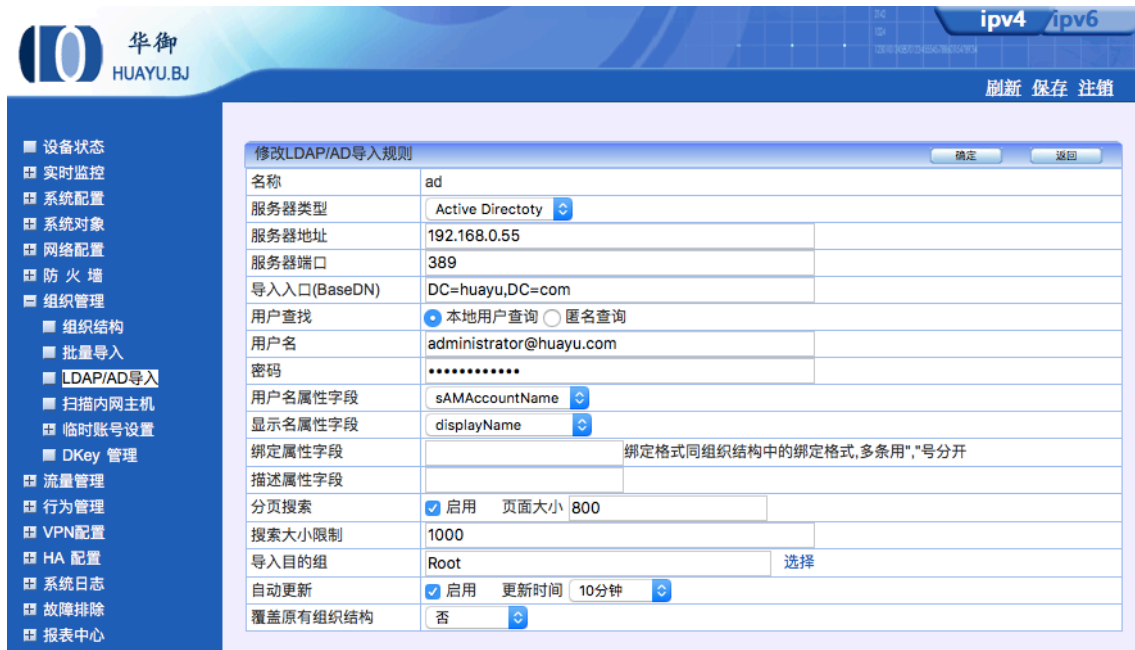 华御
HUAYU.BJ
ipv4 ipv6
刷新 保存 注销
设备状态
实时监控
系统配置
系统对象
网络配置
防 火 墙
组织管理
组织结构
批量导入
LDAP/AD导入
扫描内网主机
临时账号设置
DKey 管理
流量管理
行为管理
VPN配置
HA 配置
系统日志
故障排除
报表中心
修改LDAP/AD导入规则 确定 返回
名称 ad
服务器类型 Active Directoty
服务器地址 192.168.0.55
服务器端口 389
导入入口(BaseDN) DC=huayu,DC=com
用户查找 本地用户查询 匿名查询
用户名 administrator@huayu.com
密码 ••••••••••••
用户名属性字段 sAMAccountName
显示名属性字段 displayName
绑定属性字段 绑定格式同组织结构中的绑定格式,多条用","号分开
描述属性字段
分页搜索 启用 页面大小 800
搜索大小限制 1000
导入目的组 Root 选择
自动更新 启用 更新时间 10分钟
覆盖原有组织结构 否